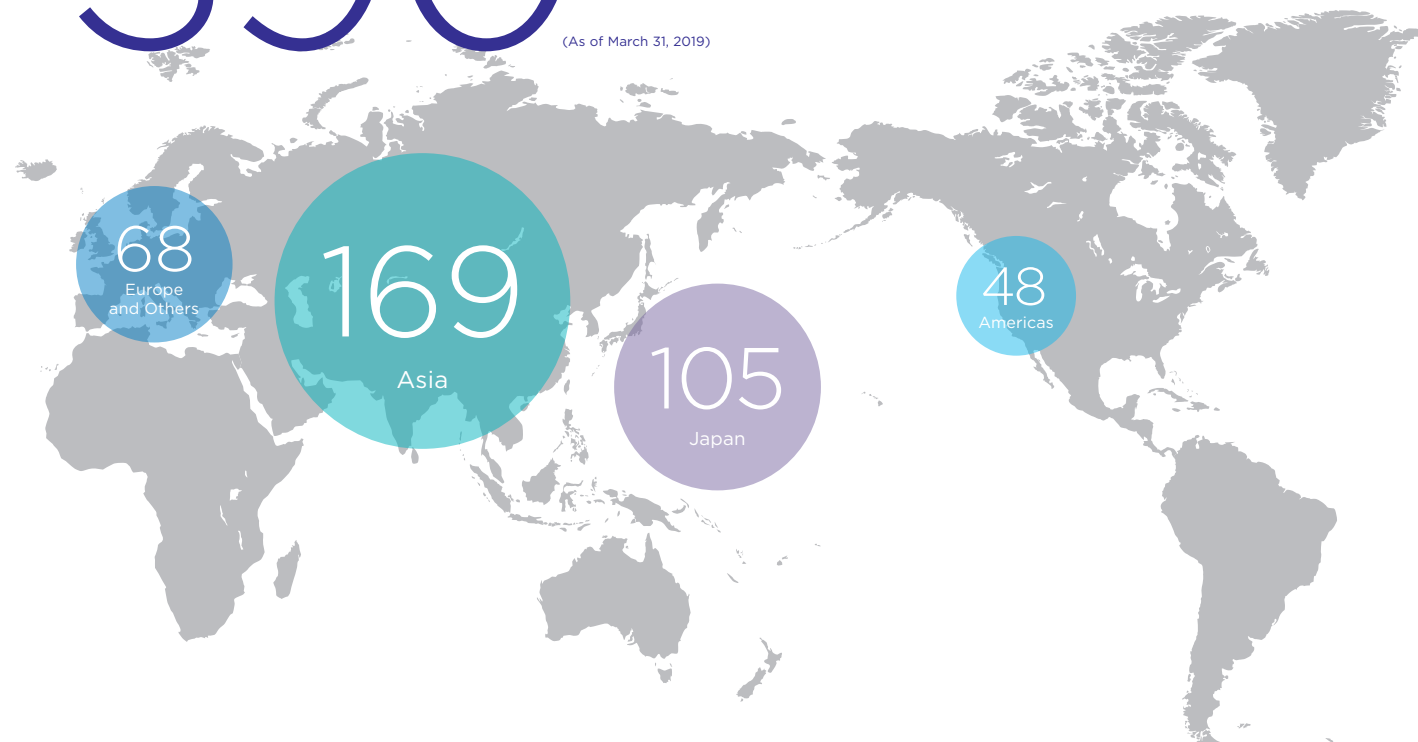 (As of March 31, 2019)
68
Europe
and Others
169
Asia
105
Japan
48
Americas